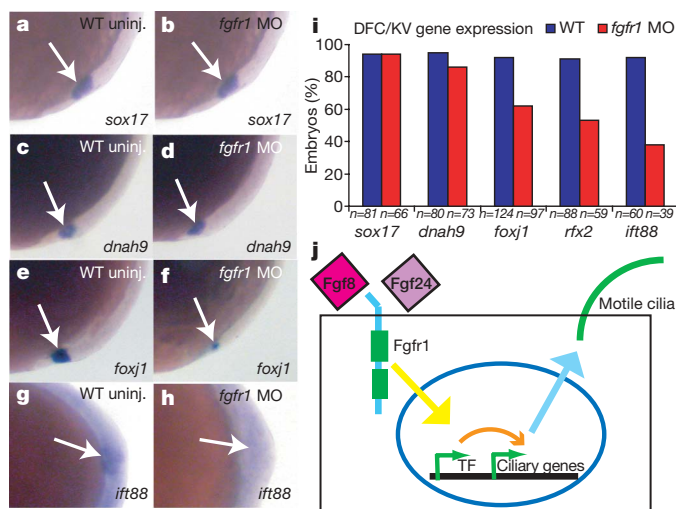 a WT uninj.
sox17
b fgfr1 MO
sox17
c WT uninj.
dnah9
d fgfr1 MO
dnah9
e WT uninj.
foxj1
f fgfr1 MO
foxj1
g WT uninj.
ift88
h fgfr1 MO
ift88
i DFC/KV gene expression WT fgfr1 MO
Embryos (%)
100
80
60
40
20
0
n=81 n=66 n=80 n=73 n=124 n=97 n=88 n=59 n=60 n=39
sox17 dnah9 foxj1 rfx2 ift88
j
Fgf8 Fgf24
Motile cilia
Fgfr1
TF Ciliary genes